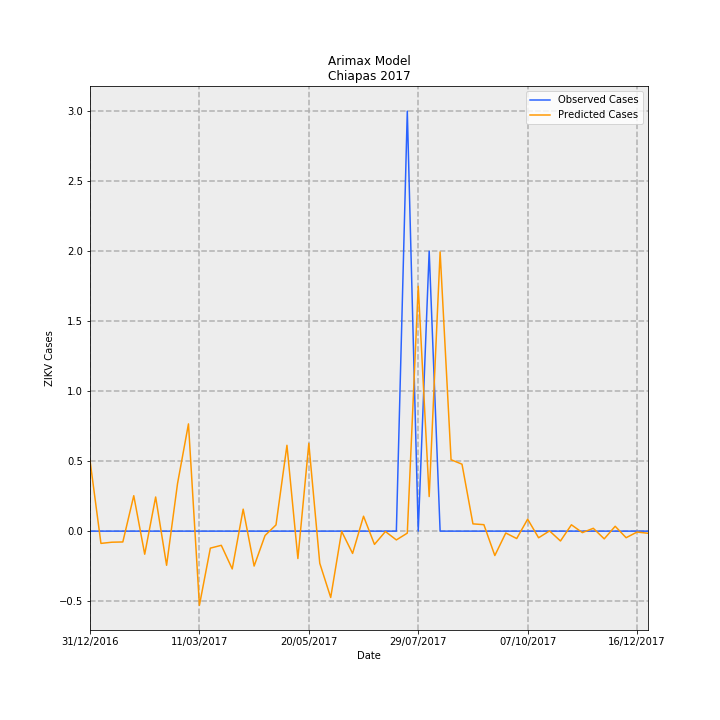 Arimax Model
Chiapas 2017
Observed Cases
Predicted Cases
3.0
2.5
2.0
1.5
1.0
0.5
0.0
−0.5
ZIKV Cases
31/12/2016 11/03/2017 20/05/2017 29/07/2017 07/10/2017 16/12/2017
Date